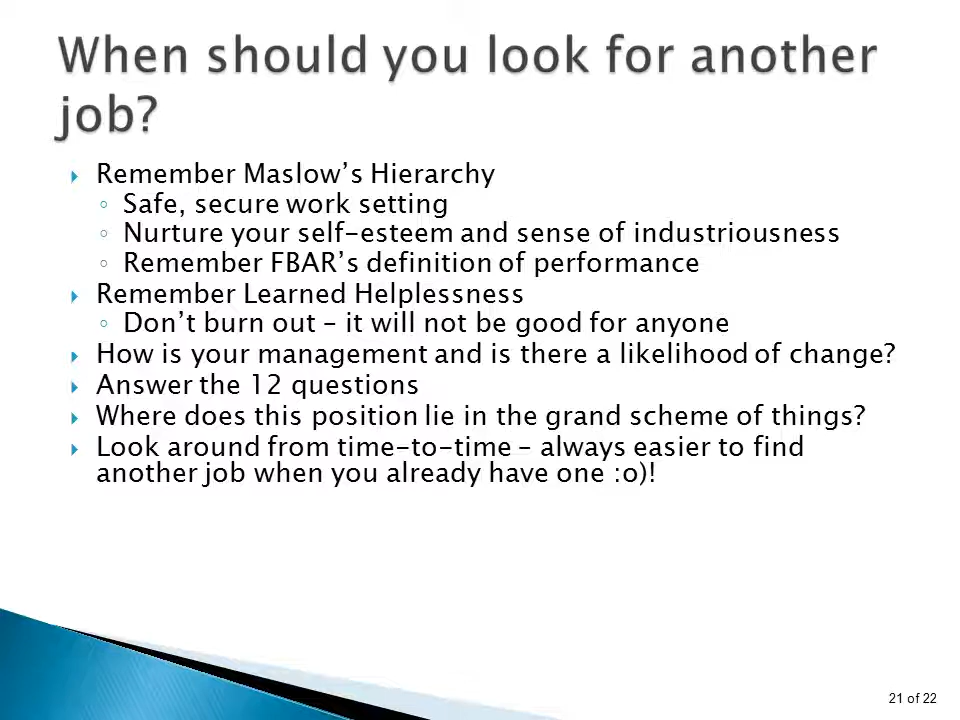 When should you look for another
job?
Remember Maslow's Hierarchy
Safe, secure work setting
Nurture your self-esteem and sense of industriousness
Remember FBAR's definition of performance
Remember Learned Helplessness
Don't burn out – it will not be good for anyone
How is your management and is there a likelihood of change?
Answer the 12 questions
Where does this position lie in the grand scheme of things?
Look around from time-to-time – always easier to find
another job when you already have one :o)!
21 of 22